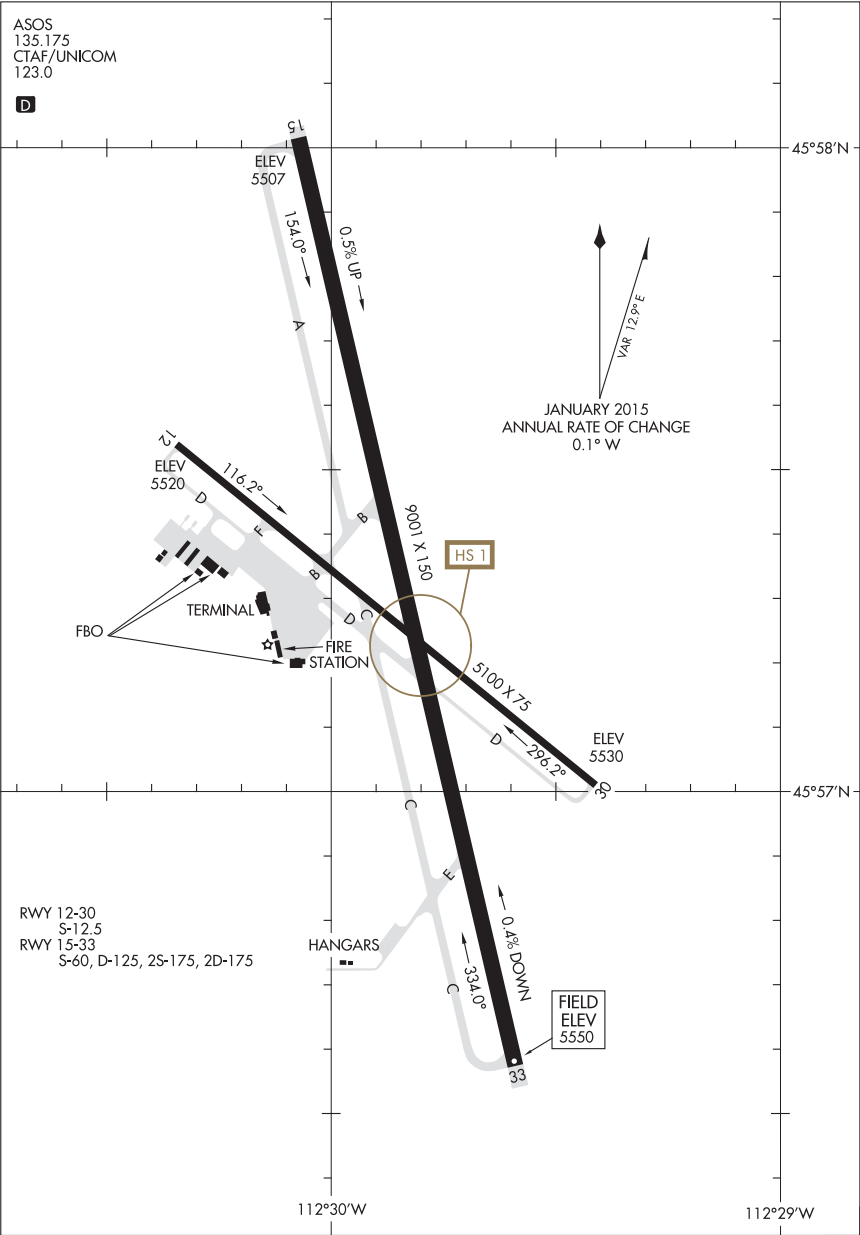 ASOS
135.175
CTAF/UNICOM
123.0
D
15
ELEV
5507
45°58'N
154.0°
0.5% UP
A
VAR 12.9° E
JANUARY 2015
ANNUAL RATE OF CHANGE
0.1° W
12
ELEV
5520
116.2°
D
F
B
9001 X 150
HS 1
B
TERMINAL
D
C
FBO
FIRE
STATION
5100 X 75
D
296.2°
ELEV
5530
30
45°57'N
C
E
RWY 12-30
S-12.5
RWY 15-33
S-60, D-125, 2S-175, 2D-175
HANGARS
0.4% DOWN
334.0°
C
FIELD
ELEV
5550
33
112°30'W
112°29'W